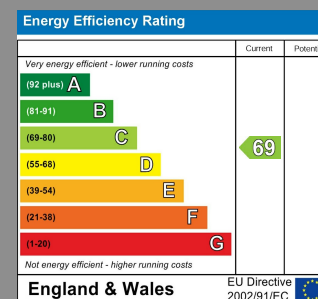 Energy Efficiency Rating
Current
Very energy efficient - lower running costs
(92 plus) A
(81-91) B
(69-80) C
69
(55-68) D
(39-54) E
(21-38) F
(1-20) G
Not energy efficient - higher running costs
England & Wales
EU Directive
2002/91/EC